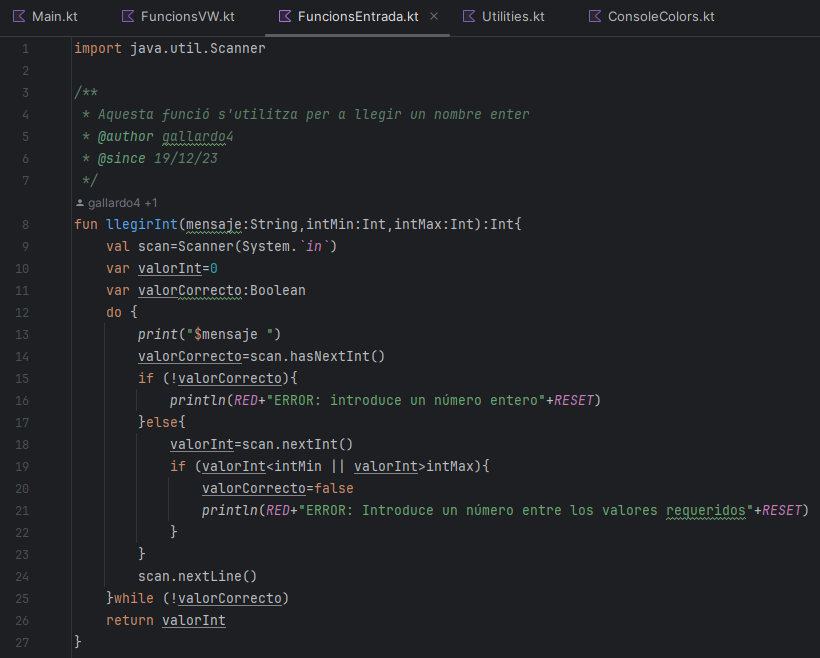 Main.kt FuncionsVW.kt FuncionsEntrada.kt × Utilities.kt ConsoleColors.kt
1 import java.util.Scanner
2
3 /**
4  * Aquesta funció s'utilitza per a llegir un nombre enter
5  * @author gallardo4
6  * @since 19/12/23
7  */
gallardo4 +1
8 fun llegirInt(mensaje:String,intMin:Int,intMax:Int):Int{
9     val scan=Scanner(System.`in`)
10     var valorInt=0
11     var valorCorrecto:Boolean
12     do {
13         print("$mensaje ")
14         valorCorrecto=scan.hasNextInt()
15         if (!valorCorrecto){
16             println(RED+"ERROR: introduce un número entero"+RESET)
17         }else{
18             valorInt=scan.nextInt()
19             if (valorInt<intMin || valorInt>intMax){
20                 valorCorrecto=false
21                 println(RED+"ERROR: Introduce un número entre los valores requeridos"+RESET)
22             }
23         }
24         scan.nextLine()
25     }while (!valorCorrecto)
26     return valorInt
27 }